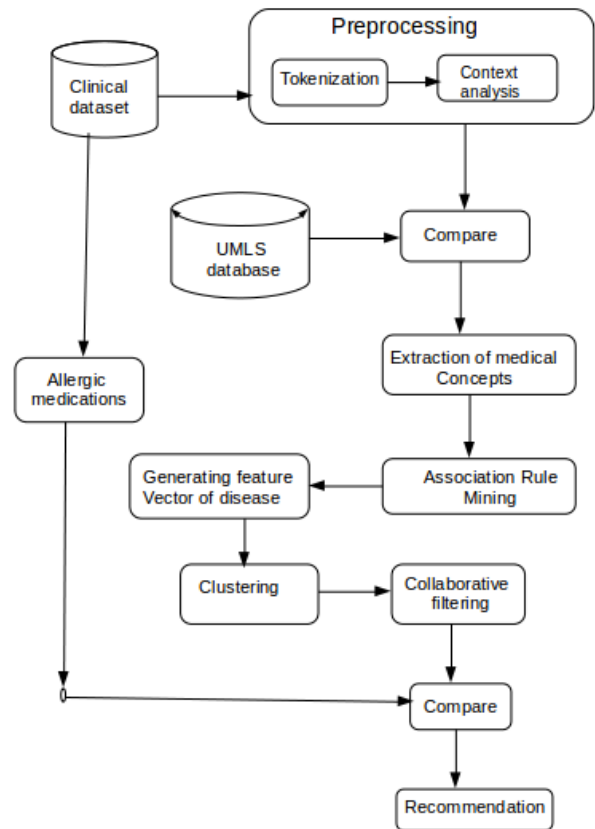 Preprocessing
Clinical
dataset
Tokenization
Context
analysis
UMLS
database
Compare
Extraction of medical
Concepts
Allergic
medications
Association Rule
Mining
Generating feature
Vector of disease
Clustering
Collaborative
filtering
Compare
Recommendation